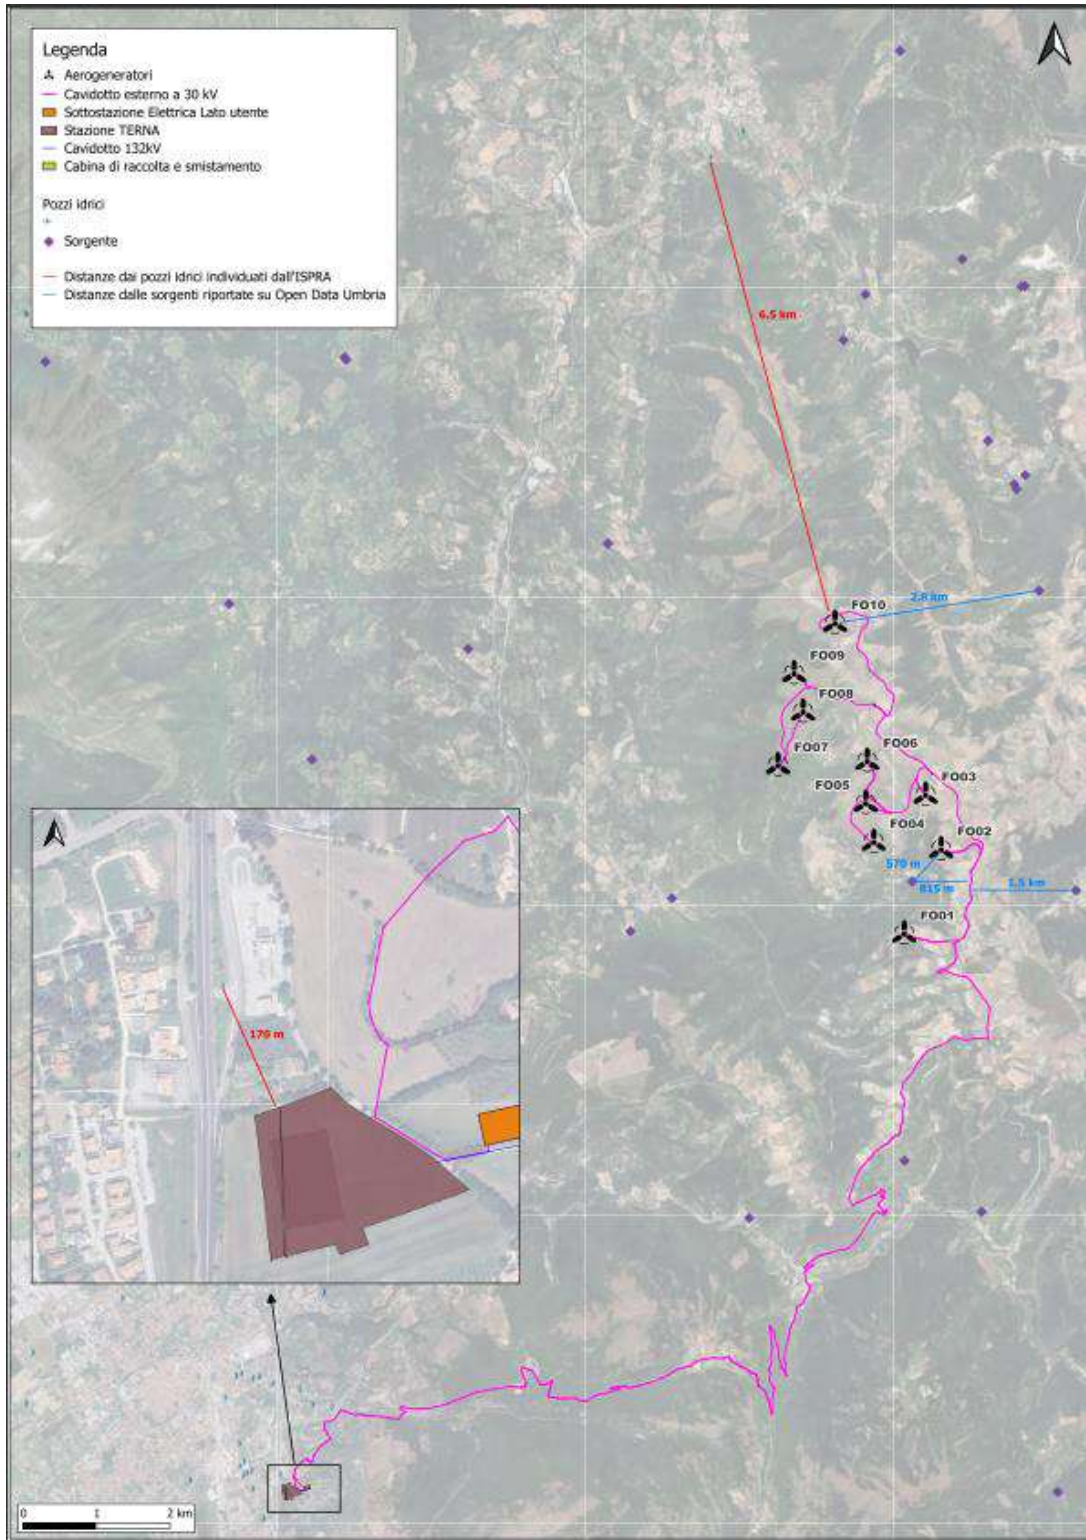 Legenda
Aerogeneratori
Cavidotto esterno a 30 kV
Sottostazione Elettrica Lato utente
Stazione TERNA
Cavidotto 132kV
Cabina di raccolta e smistamento
Pozzi idrici
Sorgente
Distanze dai pozzi idrici individuati dall'ISPRA
Distanze dalle sorgenti riportate su Open Data Umbria
6.5 km
2.8 km
FO10
FO09
FO08
FO07
FO06
FO05
FO03
FO04
FO02
570 m
815 m
1.5 km
FO01
170 m
0 1 2 km